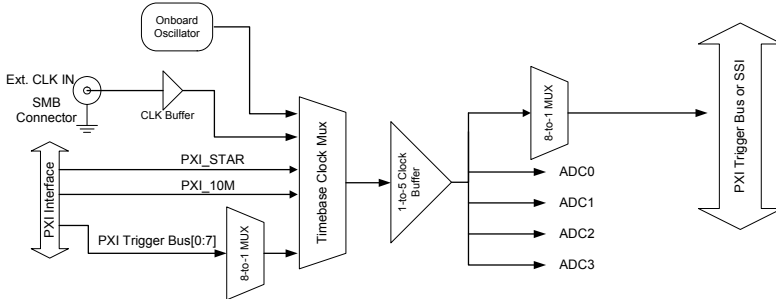 Onboard
Oscillator
Ext. CLK IN
SMB
Connector
CLK Buffer
PXI Interface
PXI_STAR
PXI_10M
PXI Trigger Bus[0:7]
8-to-1 MUX
Timebase Clock Mux
1-to-5 Clock
Buffer
8-to-1 MUX
ADC0
ADC1
ADC2
ADC3
PXI Trigger Bus or SSI